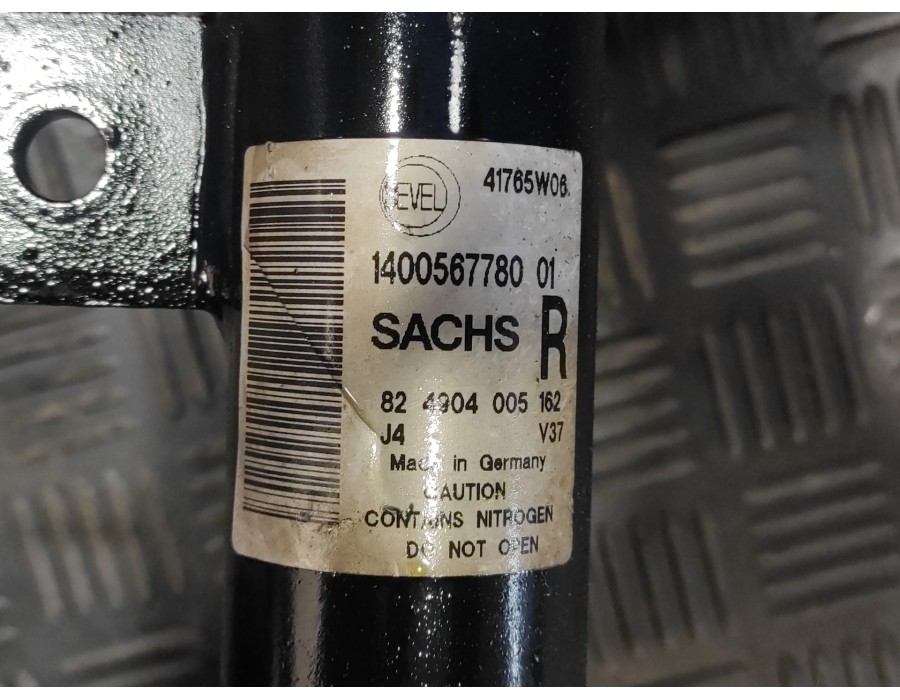 SEVEL
41765W06
1400567780 01
SACHS R
82 4904 005 162
J4 V37
Made in Germany
CAUTION
CONTAINS NITROGEN
DO NOT OPEN